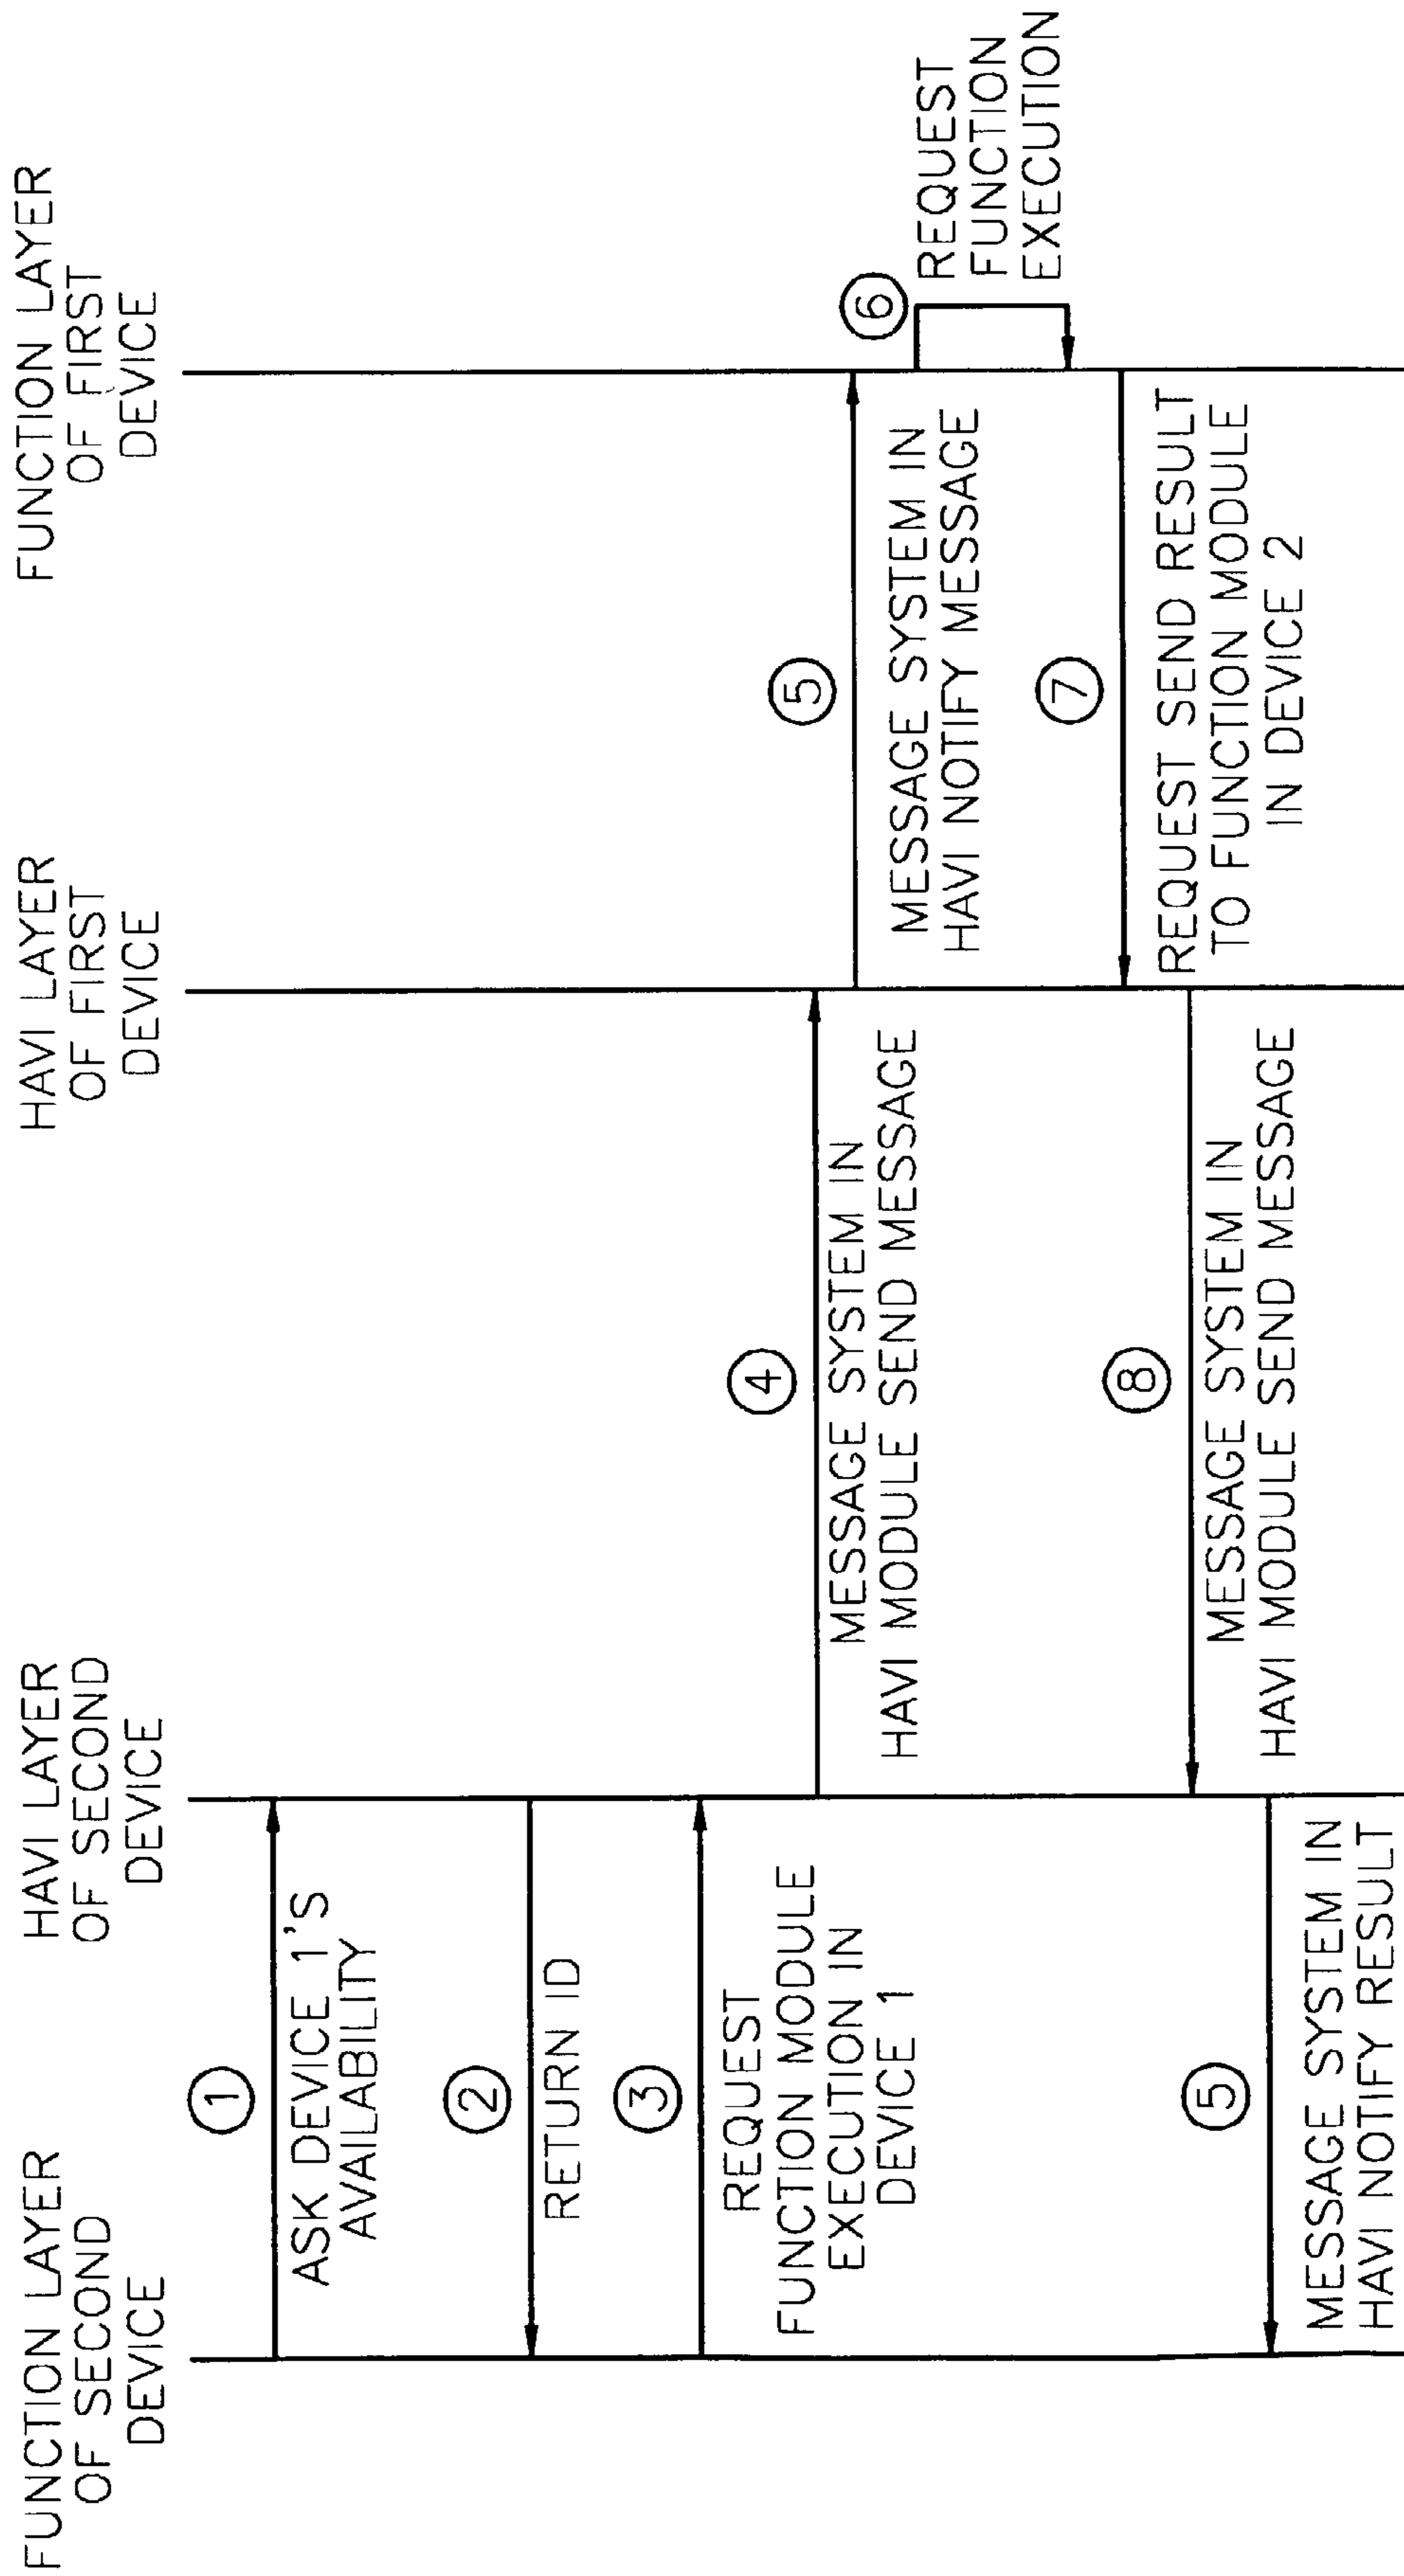 FUNCTION LAYER
OF SECOND
DEVICE
HAVI LAYER
OF SECOND
DEVICE
HAVI LAYER
OF FIRST
DEVICE
FUNCTION LAYER
OF FIRST
DEVICE
1
ASK DEVICE 1'S
AVAILABILITY
2
RETURN ID
3
REQUEST
FUNCTION MODULE
EXECUTION IN
DEVICE 1
4
MESSAGE SYSTEM IN
HAVI MODULE SEND MESSAGE
5
MESSAGE SYSTEM IN
HAVI NOTIFY MESSAGE
6
REQUEST
FUNCTION
EXECUTION
7
REQUEST SEND RESULT
TO FUNCTION MODULE
IN DEVICE 2
8
MESSAGE SYSTEM IN
HAVI MODULE SEND MESSAGE
5
MESSAGE SYSTEM IN
HAVI NOTIFY RESULT